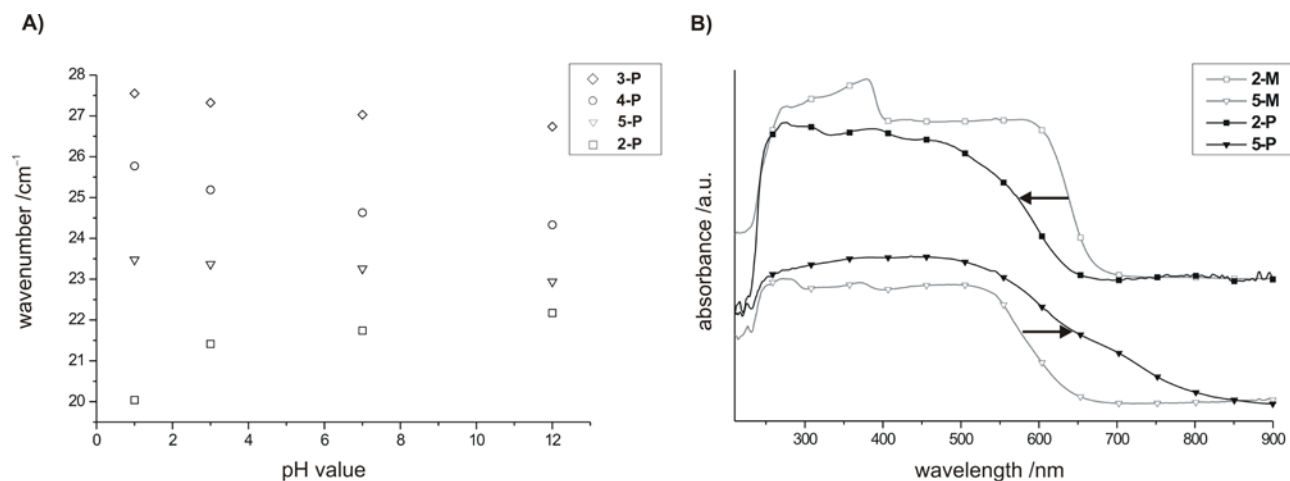 A)
28
27
26
25
24
23
22
21
20
wavenumber /cm⁻¹
0
2
4
6
8
10
12
pH value
3-P
4-P
5-P
2-P
B)
absorbance /a.u.
2-M
5-M
2-P
5-P
300
400
500
600
700
800
900
wavelength /nm